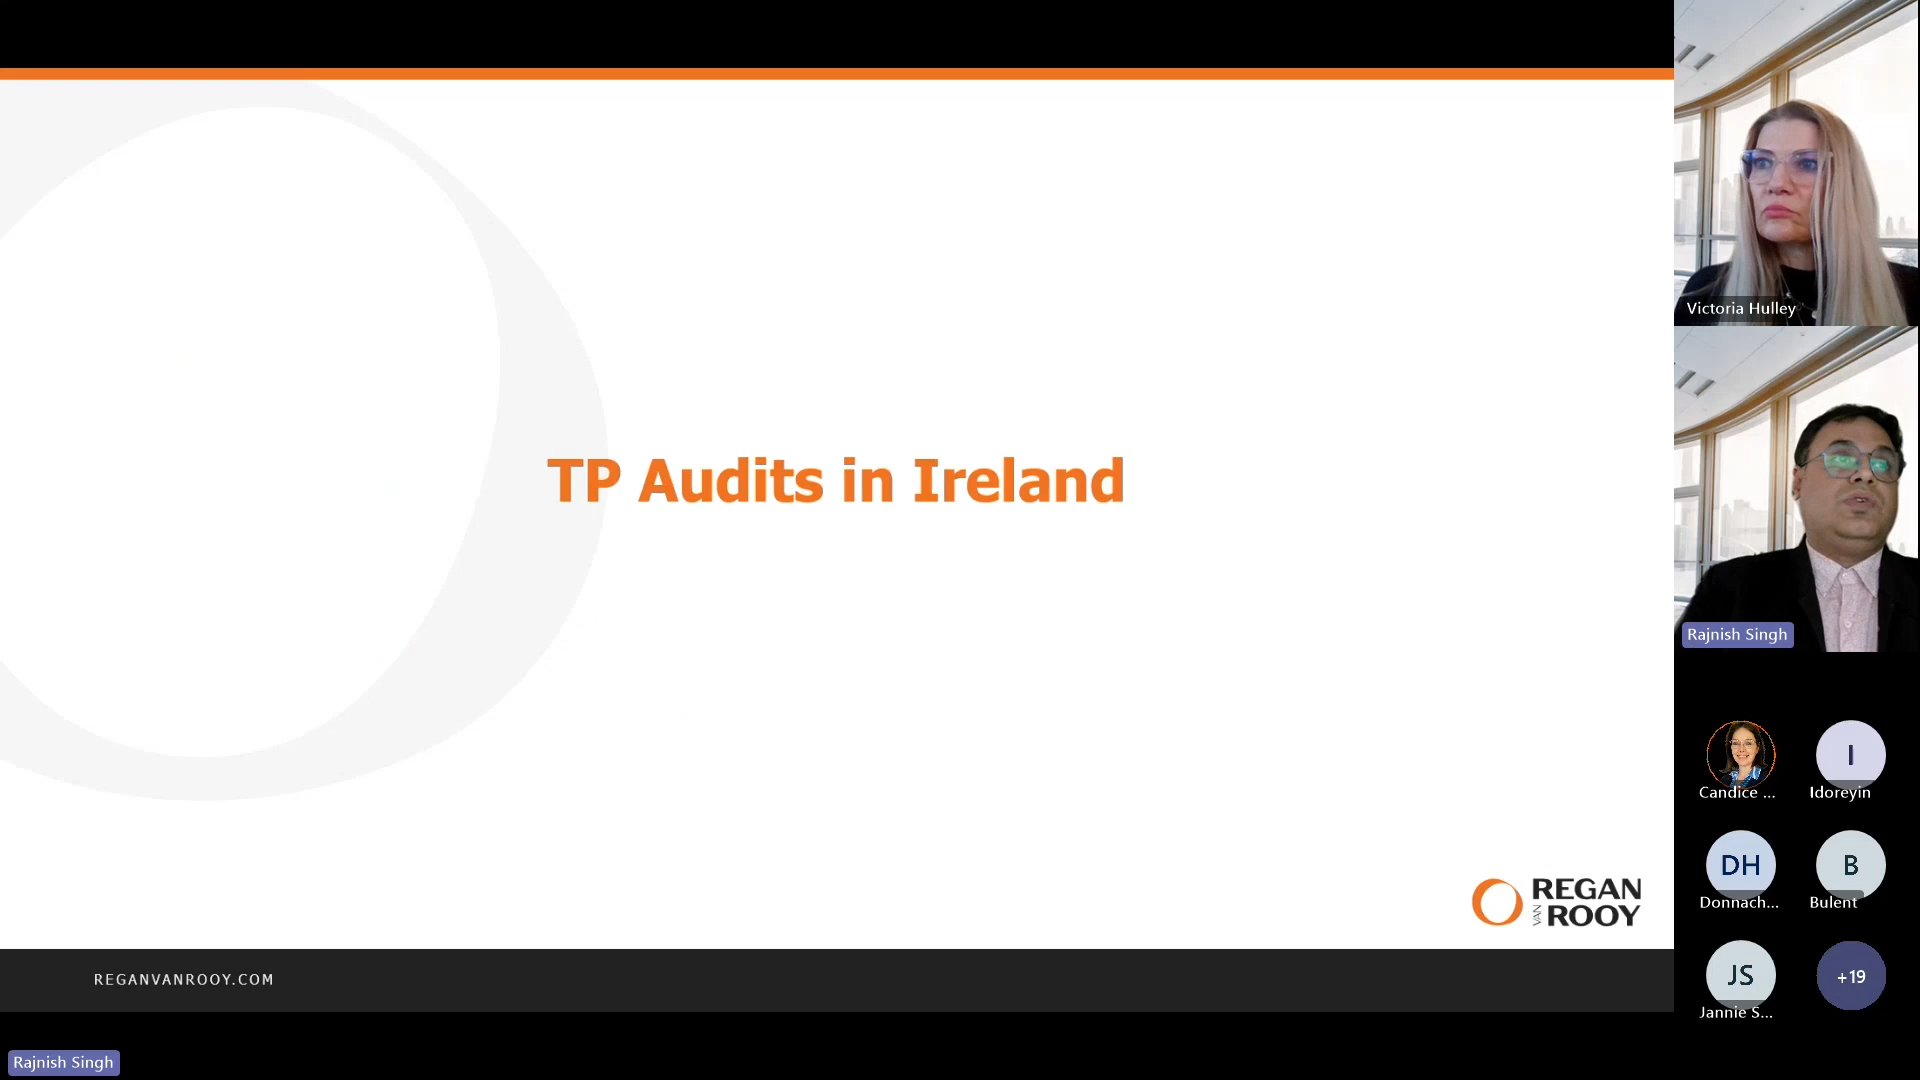 TP Audits in Ireland
REGAN
VAN
ROOY
REGANVANROOY.COM
Rajnish Singh
Victoria Hulley
Rajnish Singh
Candice ...
I
Idoreyin
DH
Donnach...
B
Bulent
JS
Jannie S...
+19